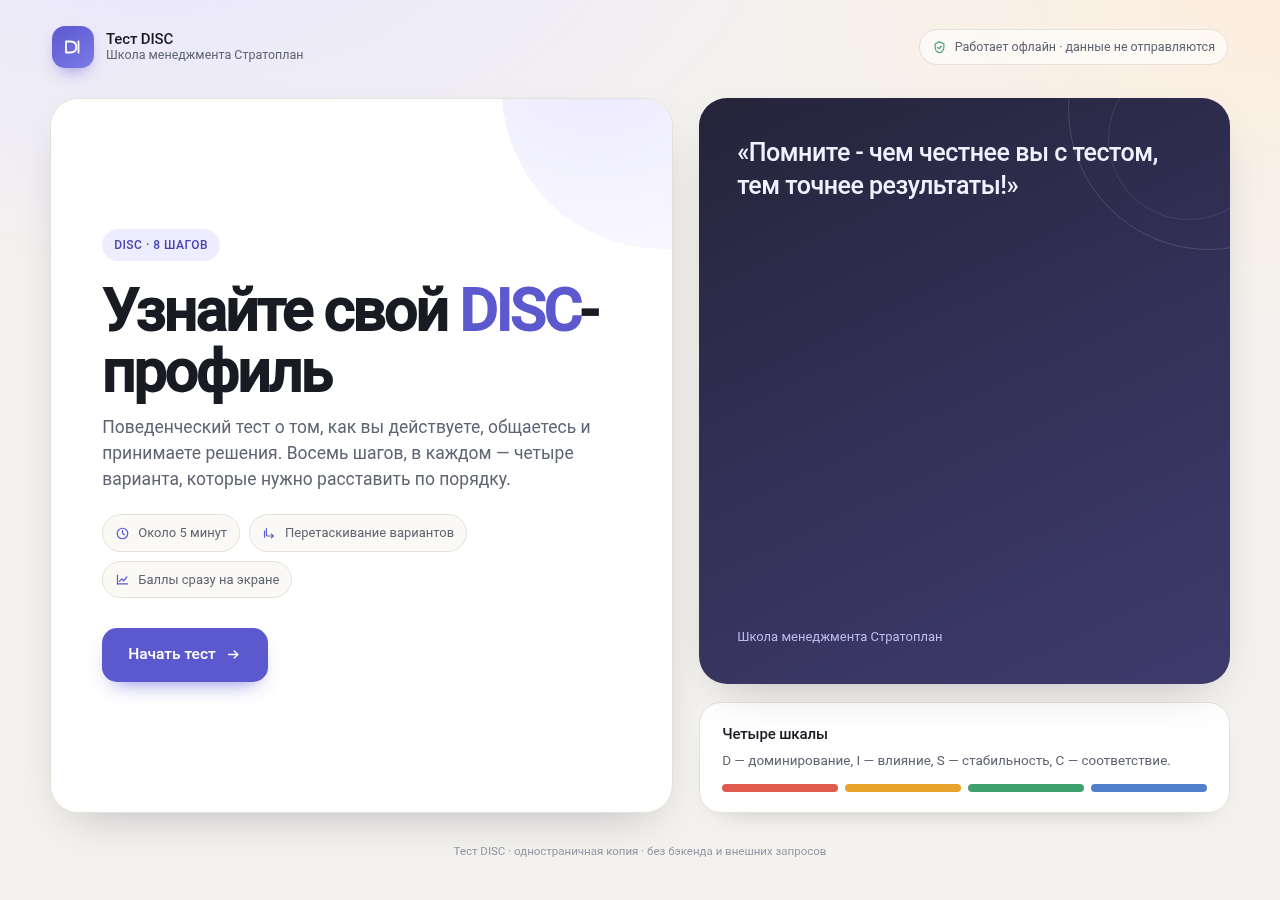 DI
Тест DISC
Школа менеджмента Стратоплан
Работает офлайн · данные не отправляются
DISC · 8 ШАГОВ
Узнайте свой DISC-
профиль
Поведенческий тест о том, как вы действуете, общаетесь и
принимаете решения. Восемь шагов, в каждом — четыре
варианта, которые нужно расставить по порядку.
Около 5 минут
Перетаскивание вариантов
Баллы сразу на экране
Начать тест
«Помните - чем честнее вы с тестом,
тем точнее результаты!»
Школа менеджмента Стратоплан
Четыре шкалы
D — доминирование, I — влияние, S — стабильность, C — соответствие.
Тест DISC · одностраничная копия · без бэкенда и внешних запросов